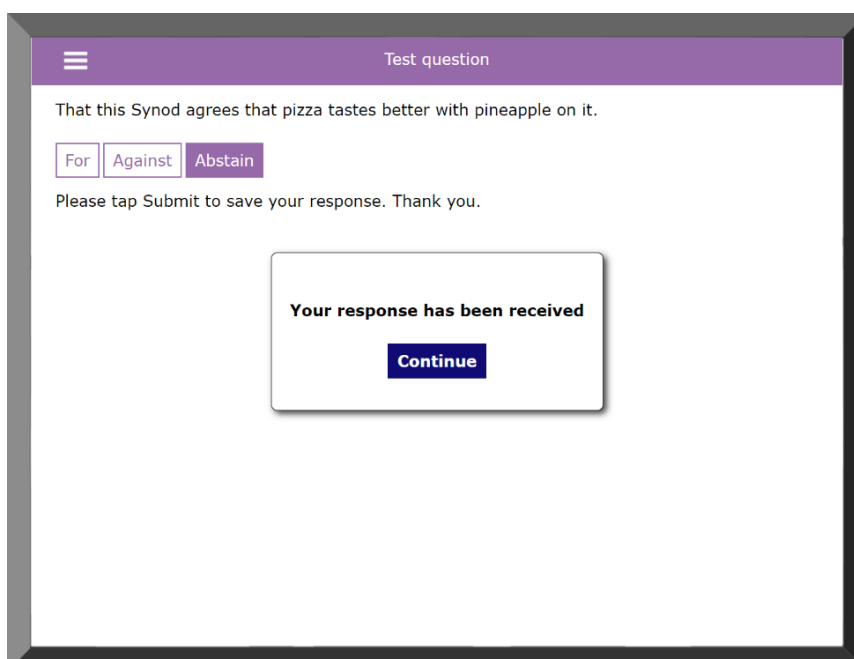 Test question
That this Synod agrees that pizza tastes better with pineapple on it.
For Against Abstain
Please tap Submit to save your response. Thank you.
Your response has been received
Continue